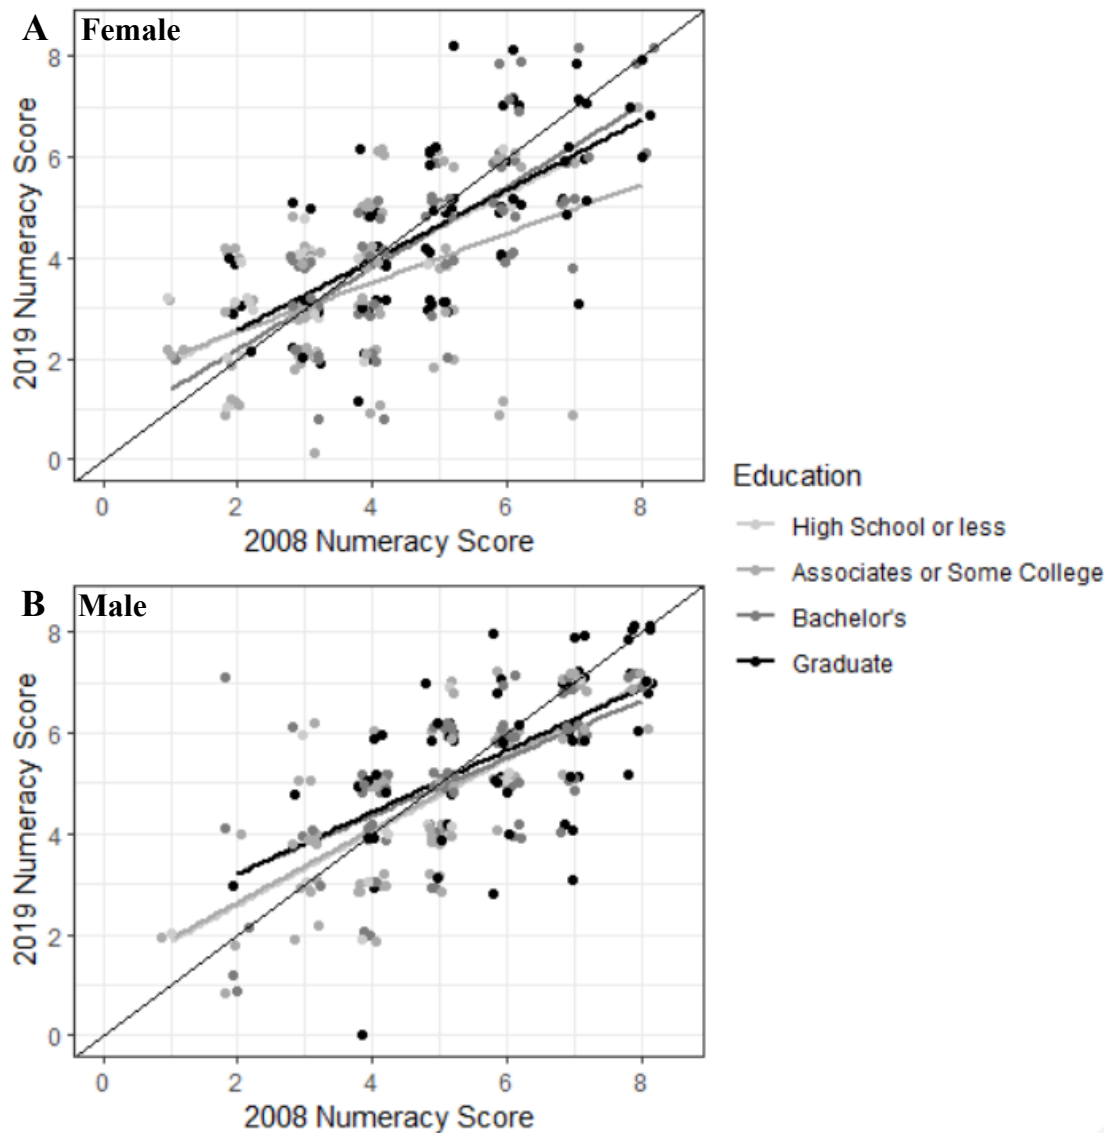 A Female
8
6
4
2
0
2019 Numeracy Score
0 2 4 6 8
2008 Numeracy Score
Education
High School or less
Associates or Some College
Bachelor's
Graduate
B Male
8
6
4
2
0
2019 Numeracy Score
0 2 4 6 8
2008 Numeracy Score